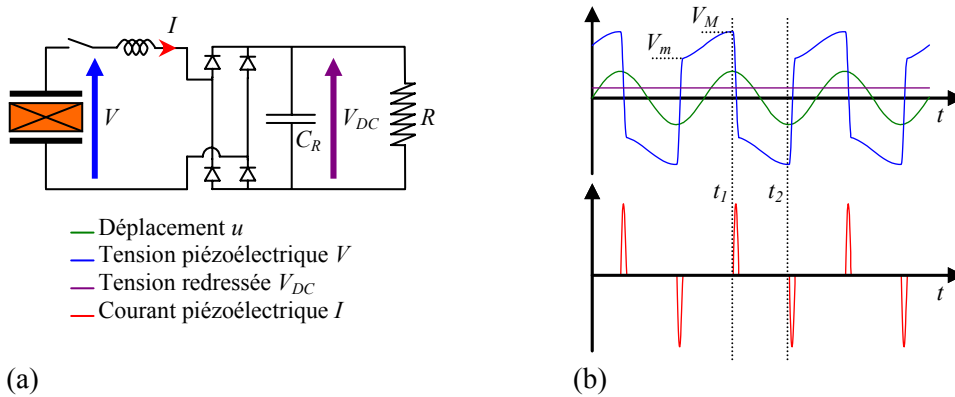 I
V
C_R
V_DC
R
Déplacement u
Tension piézoélectrique V
Tension redressée V_DC
Courant piézoélectrique I
(a)
V_M
V_m
t
t_1
t_2
t
(b)